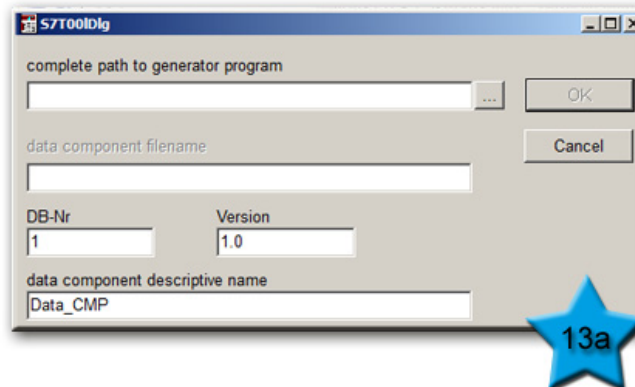 S7T00lDlg
complete path to generator program
...
OK
data component filename
Cancel
DB-Nr Version
1 1.0
data component descriptive name
Data_CMP
13a